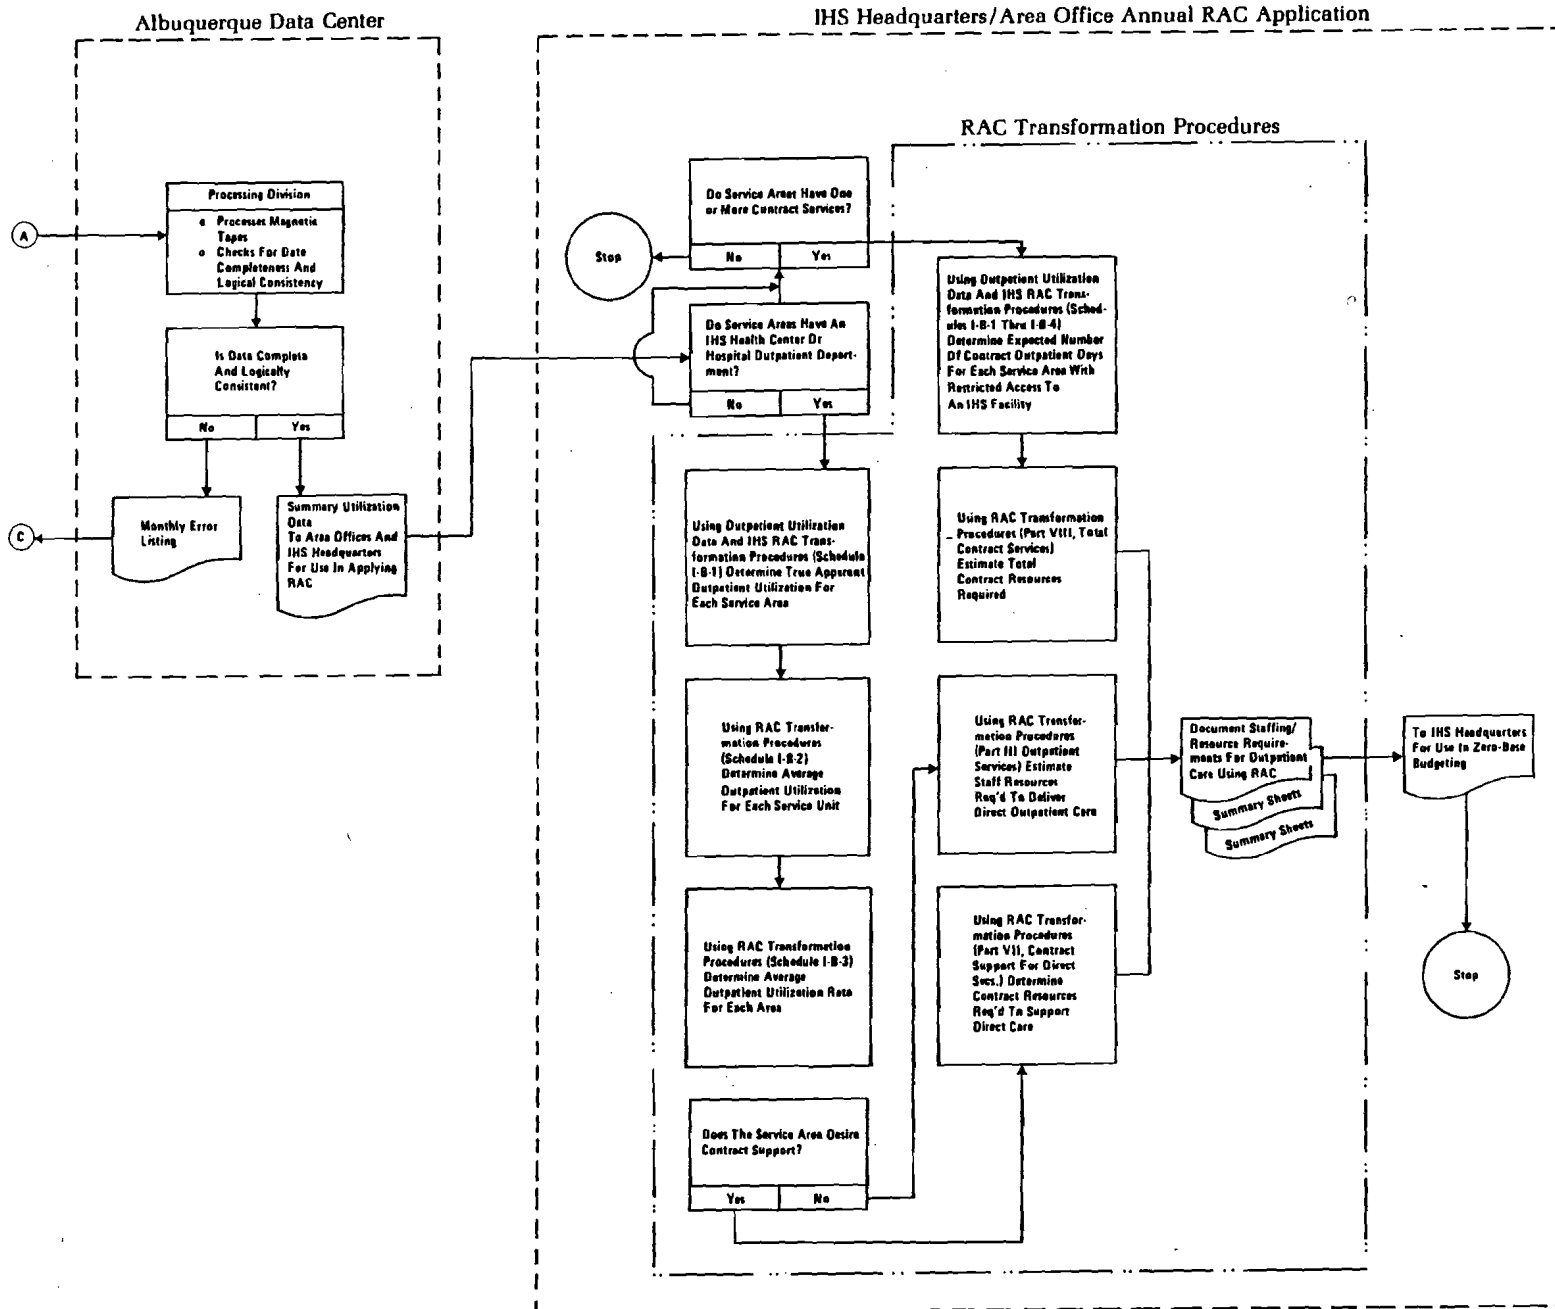 Albuquerque Data Center
IHS Headquarters/Area Office Annual RAC Application
RAC Transformation Procedures
A
Processing Division
o Processes Magnetic
Tapes
o Checks For Date
Completeness And
Logical Consistency
Is Data Complete
And Logically
Consistent?
No
Yes
C
Monthly Error
Listing
Summary Utilization
Data
To Area Offices And
IHS Headquarters
For Use In Applying
RAC
Stop
Do Service Areas Have One
or More Contract Services?
No
Yes
Do Service Areas Have An
IHS Health Center Or
Hospital Outpatient Depart-
ment?
No
Yes
Using Outpatient Utilization
Data And IHS RAC Trans-
formation Procedures (Schedule
I-B-1) Determine True Apparent
Outpatient Utilization For
Each Service Area
Using RAC Transfor-
mation Procedures
(Schedule I-B-2)
Determine Average
Outpatient Utilization
For Each Service Unit
Using RAC Transformation
Procedures (Schedule I-B-3)
Determine Average
Outpatient Utilization Rate
For Each Area
Does The Service Area Desire
Contract Support?
Yes
No
Using Outpatient Utilization
Data And IHS RAC Trans-
formation Procedures (Sched-
ules I-B-1 Thru I-B-4)
Determine Expected Number
Of Contract Outpatient Days
For Each Service Area With
Restricted Access To
An IHS Facility
Using RAC Transformation
Procedures (Part VIII, Total
Contract Services)
Estimate Total
Contract Resources
Required
Using RAC Transfor-
mation Procedures
(Part III Outpatient
Services) Estimate
Staff Resources
Req'd To Deliver
Direct Outpatient Care
Using RAC Transfor-
mation Procedures
(Part VII, Contract
Support For Direct
Svcs.) Determine
Contract Resources
Req'd To Support
Direct Care
Document Staffing/
Resource Require-
ments For Outpatient
Care Using RAC
Summary Sheets
Summary Sheets
To IHS Headquarters
For Use In Zero-Base
Budgeting
Stop